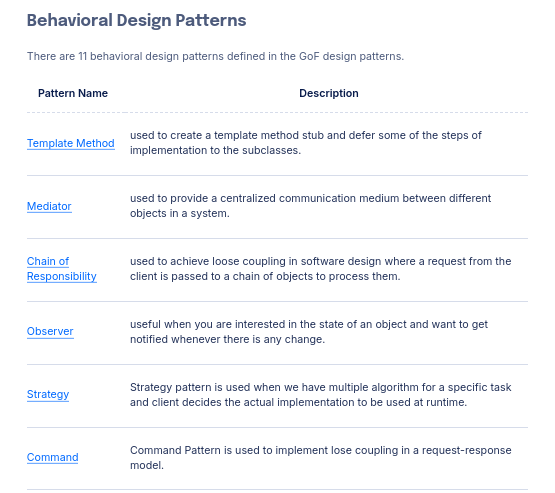 Behavioral Design Patterns
There are 11 behavioral design patterns defined in the GoF design patterns.
Pattern Name Description
Template Method
used to create a template method stub and defer some of the steps of
implementation to the subclasses.
Mediator
used to provide a centralized communication medium between different
objects in a system.
Chain of
Responsibility
used to achieve loose coupling in software design where a request from the
client is passed to a chain of objects to process them.
Observer
useful when you are interested in the state of an object and want to get
notified whenever there is any change.
Strategy
Strategy pattern is used when we have multiple algorithm for a specific task
and client decides the actual implementation to be used at runtime.
Command
Command Pattern is used to implement lose coupling in a request-response
model.